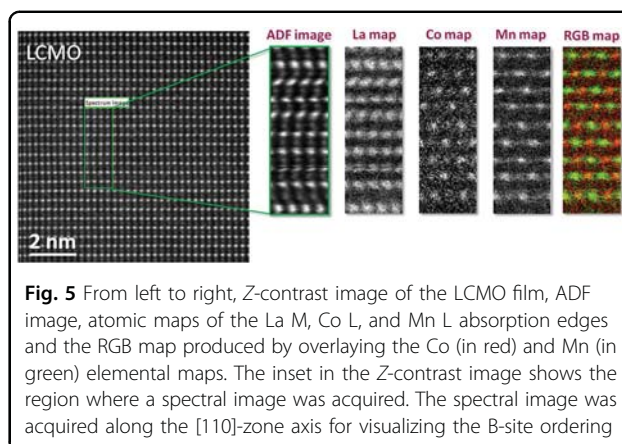 ADF image La map Co map Mn map RGB map
LCMO
Spectrum Image
2 nm
Fig. 5 From left to right, Z-contrast image of the LCMO film, ADF
image, atomic maps of the La M, Co L, and Mn L absorption edges
and the RGB map produced by overlaying the Co (in red) and Mn (in
green) elemental maps. The inset in the Z-contrast image shows the
region where a spectral image was acquired. The spectral image was
acquired along the [110]-zone axis for visualizing the B-site ordering